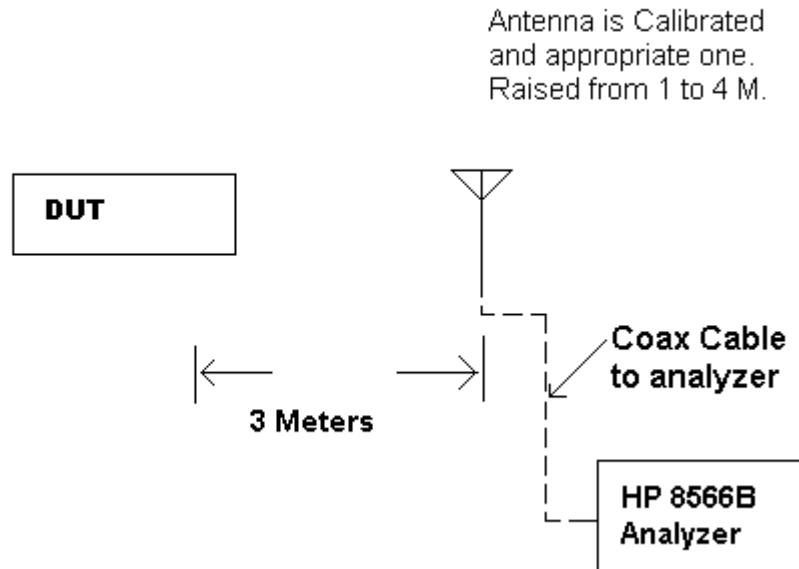 Antenna is Calibrated
and appropriate one.
Raised from 1 to 4 M.
DUT
Coax Cable
to analyzer
3 Meters
HP 8566B
Analyzer